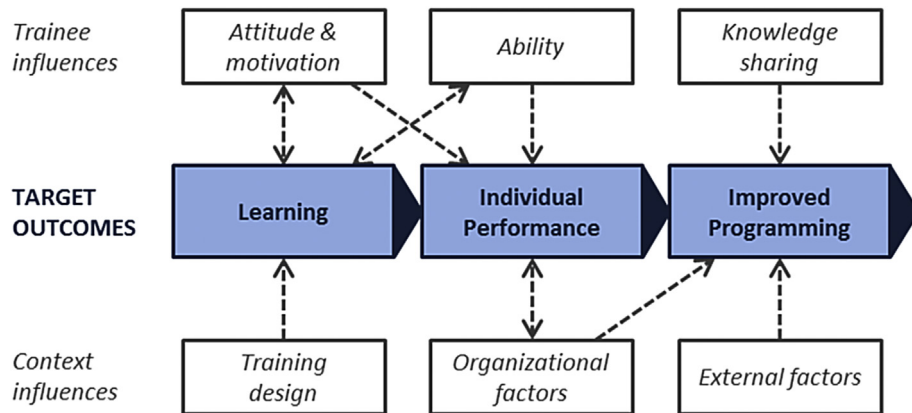 Trainee
influences
Attitude &
motivation
Ability
Knowledge
sharing
TARGET
OUTCOMES
Learning
Individual
Performance
Improved
Programming
Context
influences
Training
design
Organizational
factors
External factors